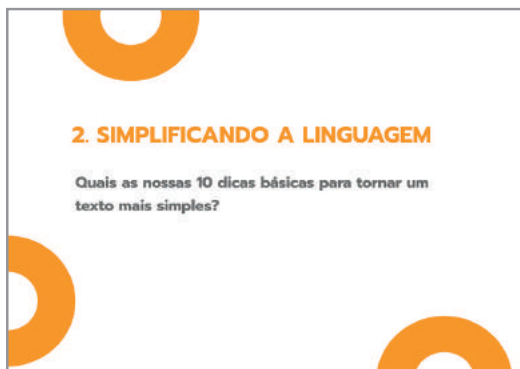 2. SIMPLIFICANDO A LINGUAGEM
Quais as nossas 10 dicas básicas para tornar um
texto mais simples?